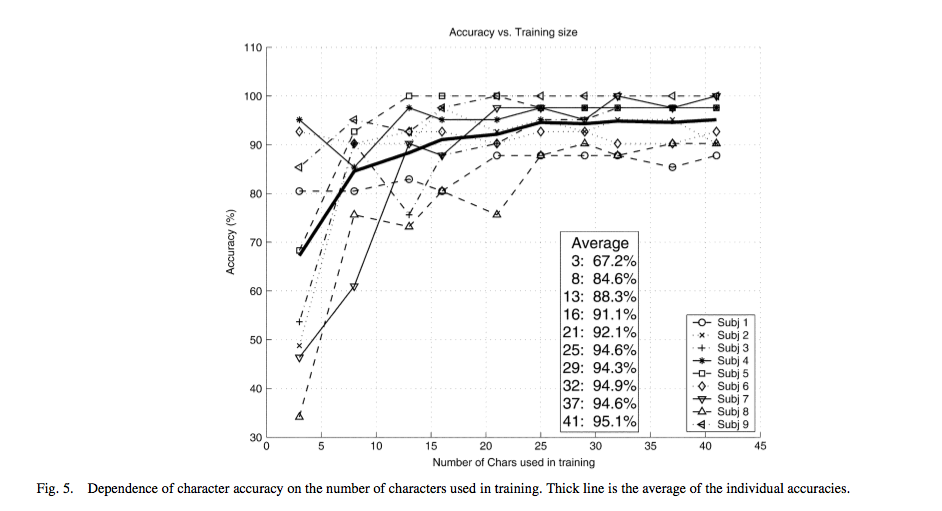 Accuracy vs. Training size
110
100
90
80
70
60
50
40
30
Accuracy (%)
0 5 10 15 20 25 30 35 40 45
Number of Chars used in training
Average
3: 67.2%
8: 84.6%
13: 88.3%
16: 91.1%
21: 92.1%
25: 94.6%
29: 94.3%
32: 94.9%
37: 94.6%
41: 95.1%
Subj 1
Subj 2
Subj 3
Subj 4
Subj 5
Subj 6
Subj 7
Subj 8
Subj 9
Fig. 5. Dependence of character accuracy on the number of characters used in training. Thick line is the average of the individual accuracies.